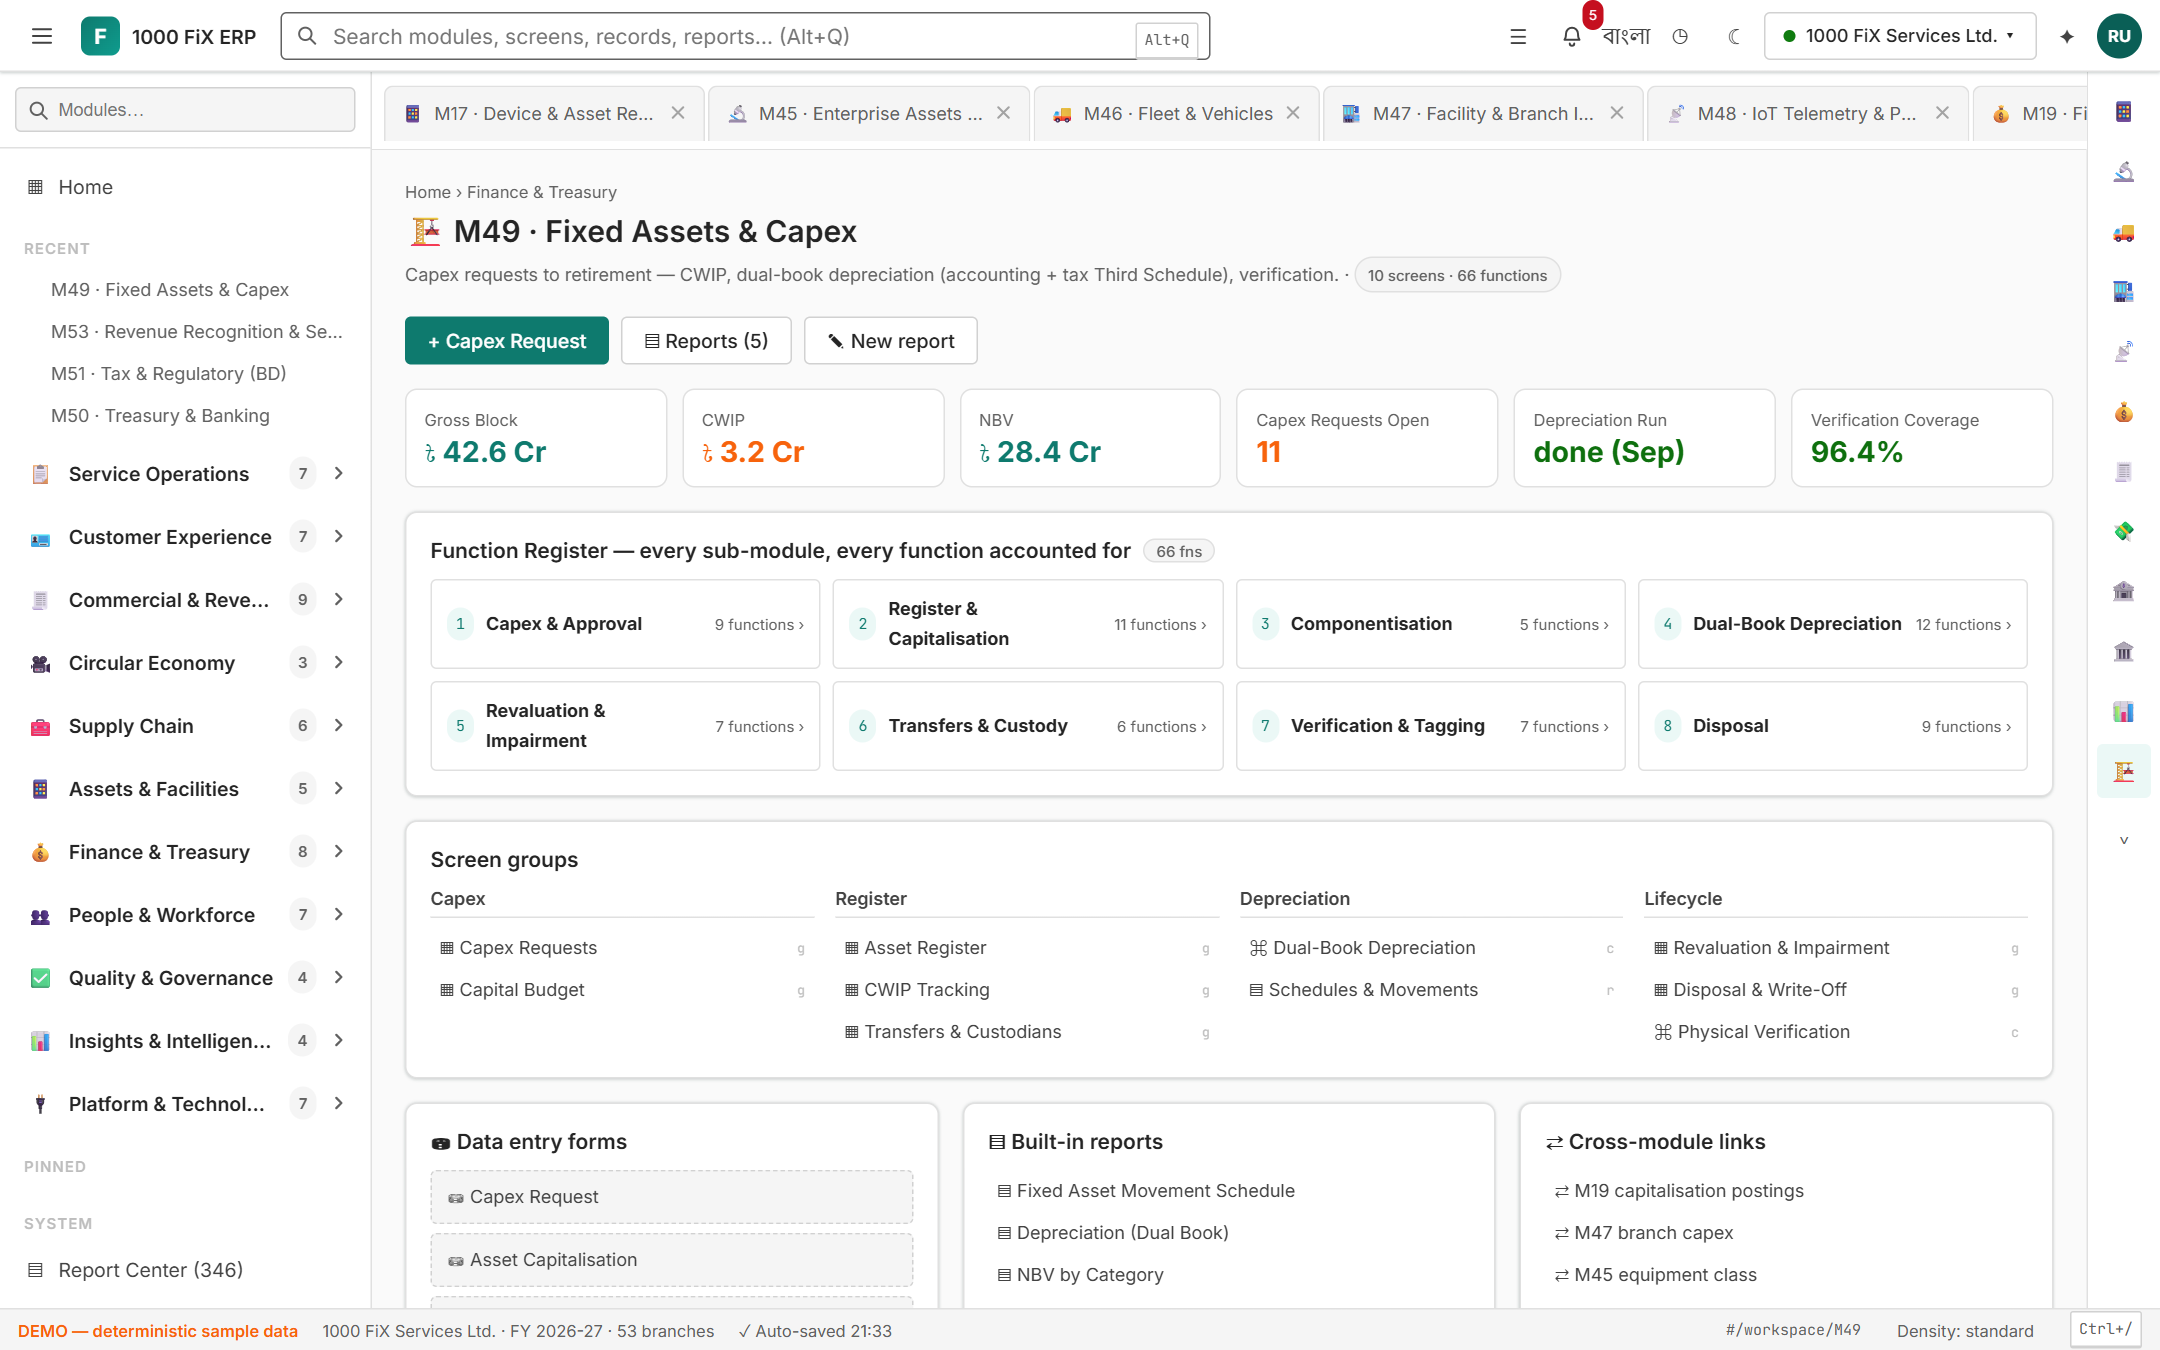 F 1000 FiX ERP
Search modules, screens, records, reports... (Alt+Q)
Alt+Q
5
বাংলা
1000 FiX Services Ltd.
RU
Modules...
Home
RECENT
M49 · Fixed Assets & Capex
M53 · Revenue Recognition & Se...
M51 · Tax & Regulatory (BD)
M50 · Treasury & Banking
Service Operations 7
Customer Experience 7
Commercial & Reve... 9
Circular Economy 3
Supply Chain 6
Assets & Facilities 5
Finance & Treasury 8
People & Workforce 7
Quality & Governance 4
Insights & Intelligen... 4
Platform & Technol... 7
PINNED
SYSTEM
Report Center (346)
M17 · Device & Asset Re...
M45 · Enterprise Assets ...
M46 · Fleet & Vehicles
M47 · Facility & Branch I...
M48 · IoT Telemetry & P...
M19 · Fi
Home › Finance & Treasury
M49 · Fixed Assets & Capex
Capex requests to retirement — CWIP, dual-book depreciation (accounting + tax Third Schedule), verification. · 10 screens · 66 functions
+ Capex Request
Reports (5)
New report
Gross Block
৳ 42.6 Cr
CWIP
৳ 3.2 Cr
NBV
৳ 28.4 Cr
Capex Requests Open
11
Depreciation Run
done (Sep)
Verification Coverage
96.4%
Function Register — every sub-module, every function accounted for 66 fns
1 Capex & Approval 9 functions ›
2 Register &
Capitalisation 11 functions ›
3 Componentisation 5 functions ›
4 Dual-Book Depreciation 12 functions ›
5 Revaluation &
Impairment 7 functions ›
6 Transfers & Custody 6 functions ›
7 Verification & Tagging 7 functions ›
8 Disposal 9 functions ›
Screen groups
Capex
Capex Requests g
Capital Budget g
Register
Asset Register g
CWIP Tracking g
Transfers & Custodians g
Depreciation
Dual-Book Depreciation c
Schedules & Movements r
Lifecycle
Revaluation & Impairment g
Disposal & Write-Off g
Physical Verification c
Data entry forms
Capex Request
Asset Capitalisation
Built-in reports
Fixed Asset Movement Schedule
Depreciation (Dual Book)
NBV by Category
Cross-module links
M19 capitalisation postings
M47 branch capex
M45 equipment class
DEMO — deterministic sample data
1000 FiX Services Ltd. · FY 2026-27 · 53 branches
✓ Auto-saved 21:33
#/workspace/M49
Density: standard
Ctrl+/